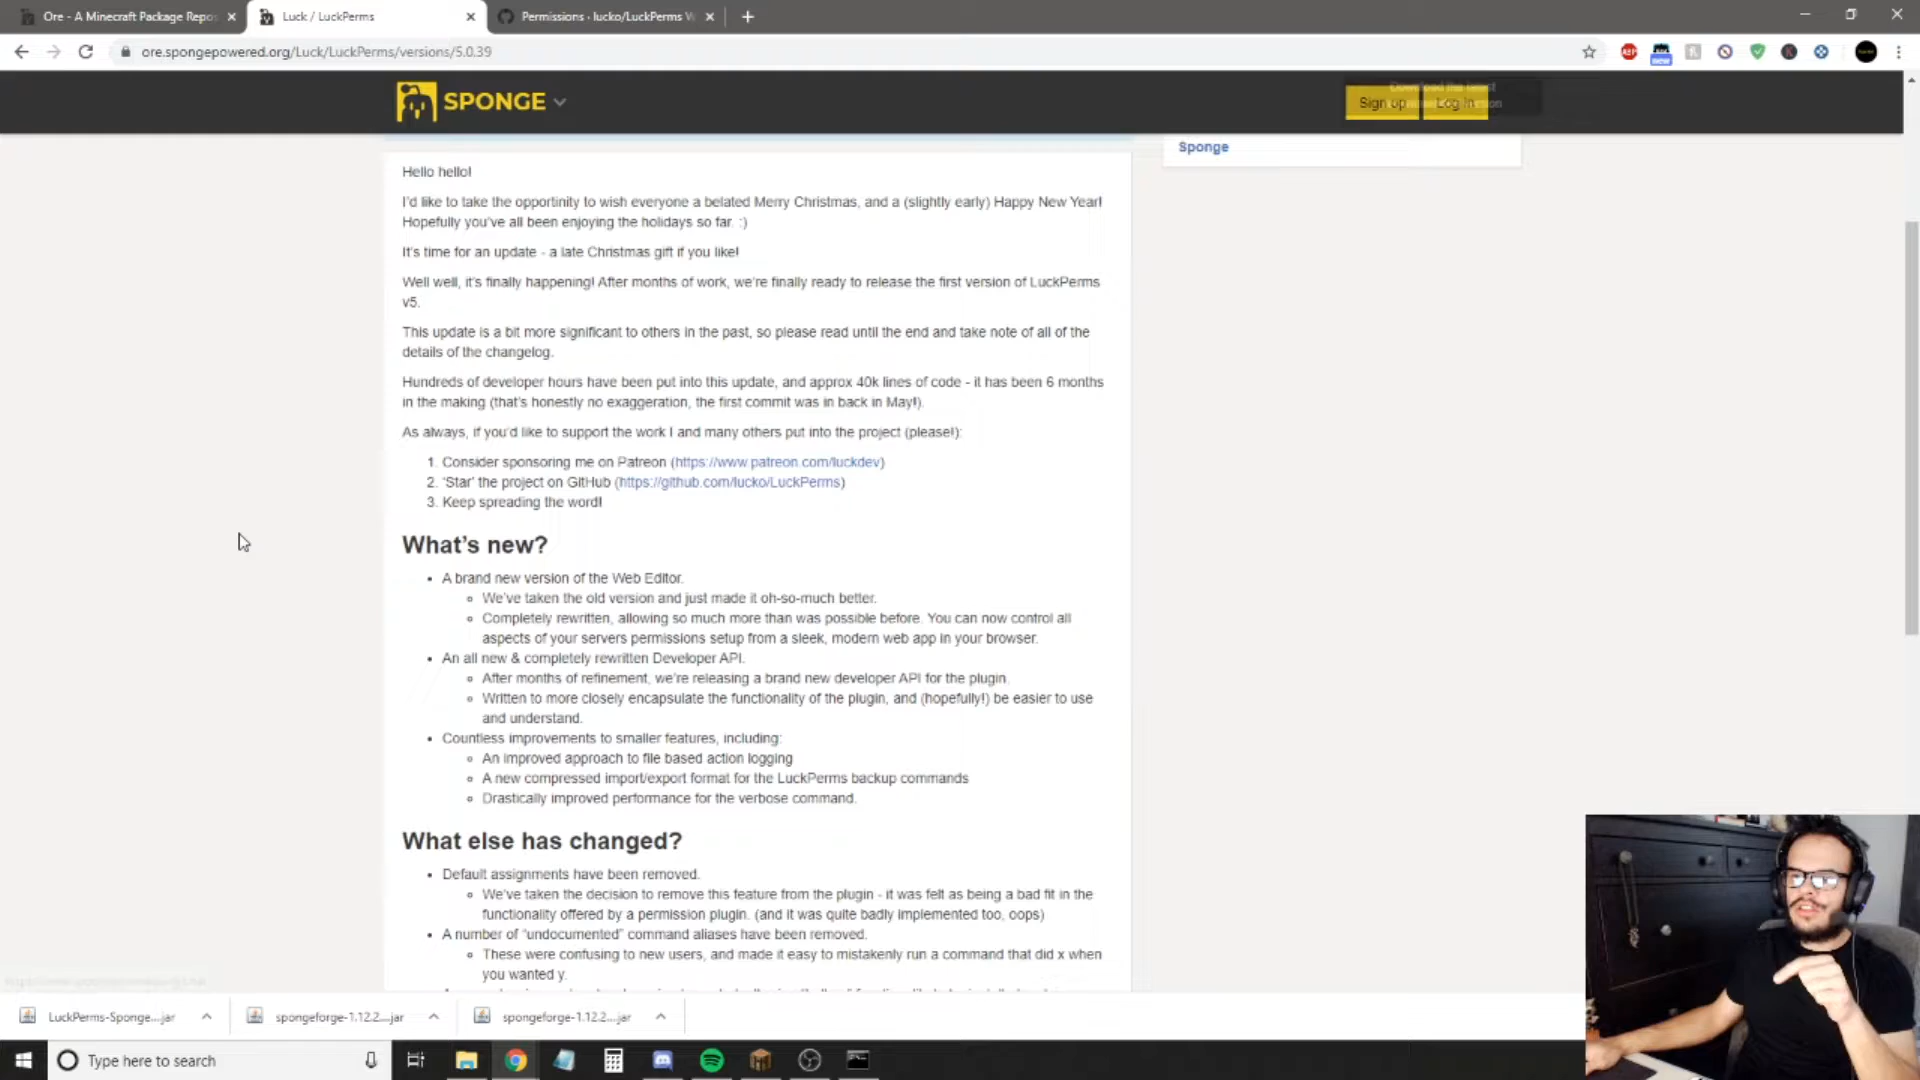 Ore - A Minecraft Package Repo
Luck / LuckPerms
Permissions · lucko/LuckPerms W
ore.spongepowered.org/Luck/LuckPerms/versions/5.0.39
ABP
new
SPONGE
Sign up
Log in
Sponge
Hello hello!
I'd like to take the opportunity to wish everyone a belated Merry Christmas, and a (slightly early) Happy New Year!
Hopefully you've all been enjoying the holidays so far. :)
It's time for an update - a late Christmas gift if you like!
Well well, it's finally happening! After months of work, we're finally ready to release the first version of LuckPerms
v5.
This update is a bit more significant to others in the past, so please read until the end and take note of all of the
details of the changelog.
Hundreds of developer hours have been put into this update, and approx 40k lines of code - it has been 6 months
in the making (that's honestly no exaggeration, the first commit was in back in May!).
As always, if you'd like to support the work I and many others put into the project (please!):
1. Consider sponsoring me on Patreon (https://www.patreon.com/luckdev)
2. 'Star' the project on GitHub (https://github.com/lucko/LuckPerms)
3. Keep spreading the word!
What's new?
• A brand new version of the Web Editor.
∘ We've taken the old version and just made it oh-so-much better.
∘ Completely rewritten, allowing so much more than was possible before. You can now control all
aspects of your servers permissions setup from a sleek, modern web app in your browser.
• An all new & completely rewritten Developer API.
∘ After months of refinement, we're releasing a brand new developer API for the plugin.
∘ Written to more closely encapsulate the functionality of the plugin, and (hopefully!) be easier to use
and understand.
• Countless improvements to smaller features, including:
∘ An improved approach to file based action logging
∘ A new compressed import/export format for the LuckPerms backup commands
∘ Drastically improved performance for the verbose command.
What else has changed?
• Default assignments have been removed.
∘ We've taken the decision to remove this feature from the plugin - it was felt as being a bad fit in the
functionality offered by a permission plugin. (and it was quite badly implemented too, oops)
• A number of "undocumented" command aliases have been removed.
∘ These were confusing to new users, and made it easy to mistakenly run a command that did x when
you wanted y.
LuckPerms-Sponge....jar
spongeforge-1.12.2....jar
spongeforge-1.12.2....jar
Type here to search